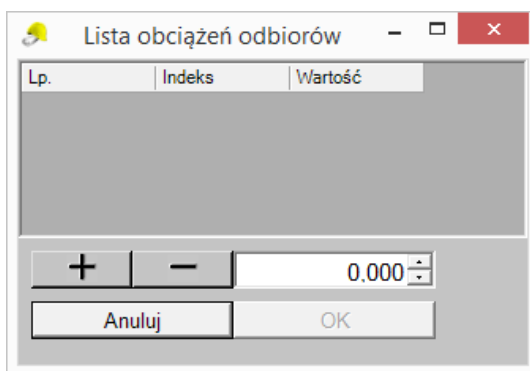 Lista obciążeń odbiorów
Lp. Indeks Wartość
0,000
Anuluj OK